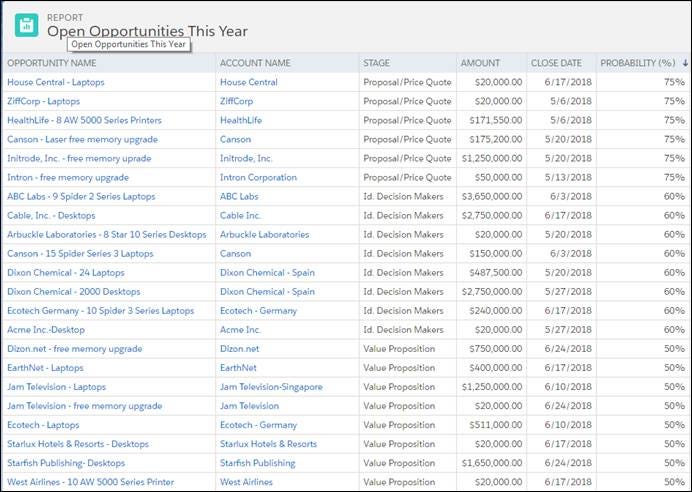 REPORT
Open Opportunities This Year
Open Opportunities This Year
OPPORTUNITY NAME ACCOUNT NAME STAGE AMOUNT CLOSE DATE PROBABILITY (%) ↓
House Central - Laptops House Central Proposal/Price Quote $20,000.00 6/17/2018 75%
ZiffCorp - Laptops ZiffCorp Proposal/Price Quote $20,000.00 5/6/2018 75%
HealthLife - 8 AW 5000 Series Printers HealthLife Proposal/Price Quote $171,550.00 5/6/2018 75%
Canson - Laser free memory upgrade Canson Proposal/Price Quote $175,200.00 5/20/2018 75%
Initrode, Inc. - free memory uprade Initrode, Inc. Proposal/Price Quote $1,250,000.00 5/20/2018 75%
Intron - free memory upgrade Intron Corporation Proposal/Price Quote $50,000.00 5/13/2018 75%
ABC Labs - 9 Spider 2 Series Laptops ABC Labs Id. Decision Makers $3,650,000.00 6/3/2018 60%
Cable, Inc. - Desktops Cable Inc. Id. Decision Makers $2,750,000.00 6/17/2018 60%
Arbuckle Laboratories - 8 Star 10 Series Desktops Arbuckle Laboratories Id. Decision Makers $20,000.00 5/20/2018 60%
Canson - 15 Spider Series 3 Laptops Canson Id. Decision Makers $150,000.00 6/3/2018 60%
Dixon Chemical - 24 Laptops Dixon Chemical - Spain Id. Decision Makers $487,500.00 5/20/2018 60%
Dixon Chemical - 2000 Desktops Dixon Chemical - Spain Id. Decision Makers $2,750,000.00 5/27/2018 60%
Ecotech Germany - 10 Spider 3 Series Laptops Ecotech - Germany Id. Decision Makers $240,000.00 6/17/2018 60%
Acme Inc.-Desktop Acme Inc. Id. Decision Makers $20,000.00 5/27/2018 60%
Dizon.net - free memory upgrade Dizon.net Value Proposition $750,000.00 6/24/2018 50%
EarthNet - Laptops EarthNet Value Proposition $400,000.00 6/17/2018 50%
Jam Television - Laptops Jam Television-Singapore Value Proposition $1,250,000.00 6/10/2018 50%
Jam Television - free memory upgrade Jam Television Value Proposition $20,000.00 6/24/2018 50%
Ecotech - Laptops Ecotech - Germany Value Proposition $511,000.00 6/10/2018 50%
Starlux Hotels & Resorts - Desktops Starlux Hotels & Resorts Value Proposition $20,000.00 6/17/2018 50%
Starfish Publishing- Desktops Starfish Publishing Value Proposition $1,650,000.00 6/24/2018 50%
West Airlines - 10 AW 5000 Series Printer West Airlines Value Proposition $20,000.00 6/17/2018 50%